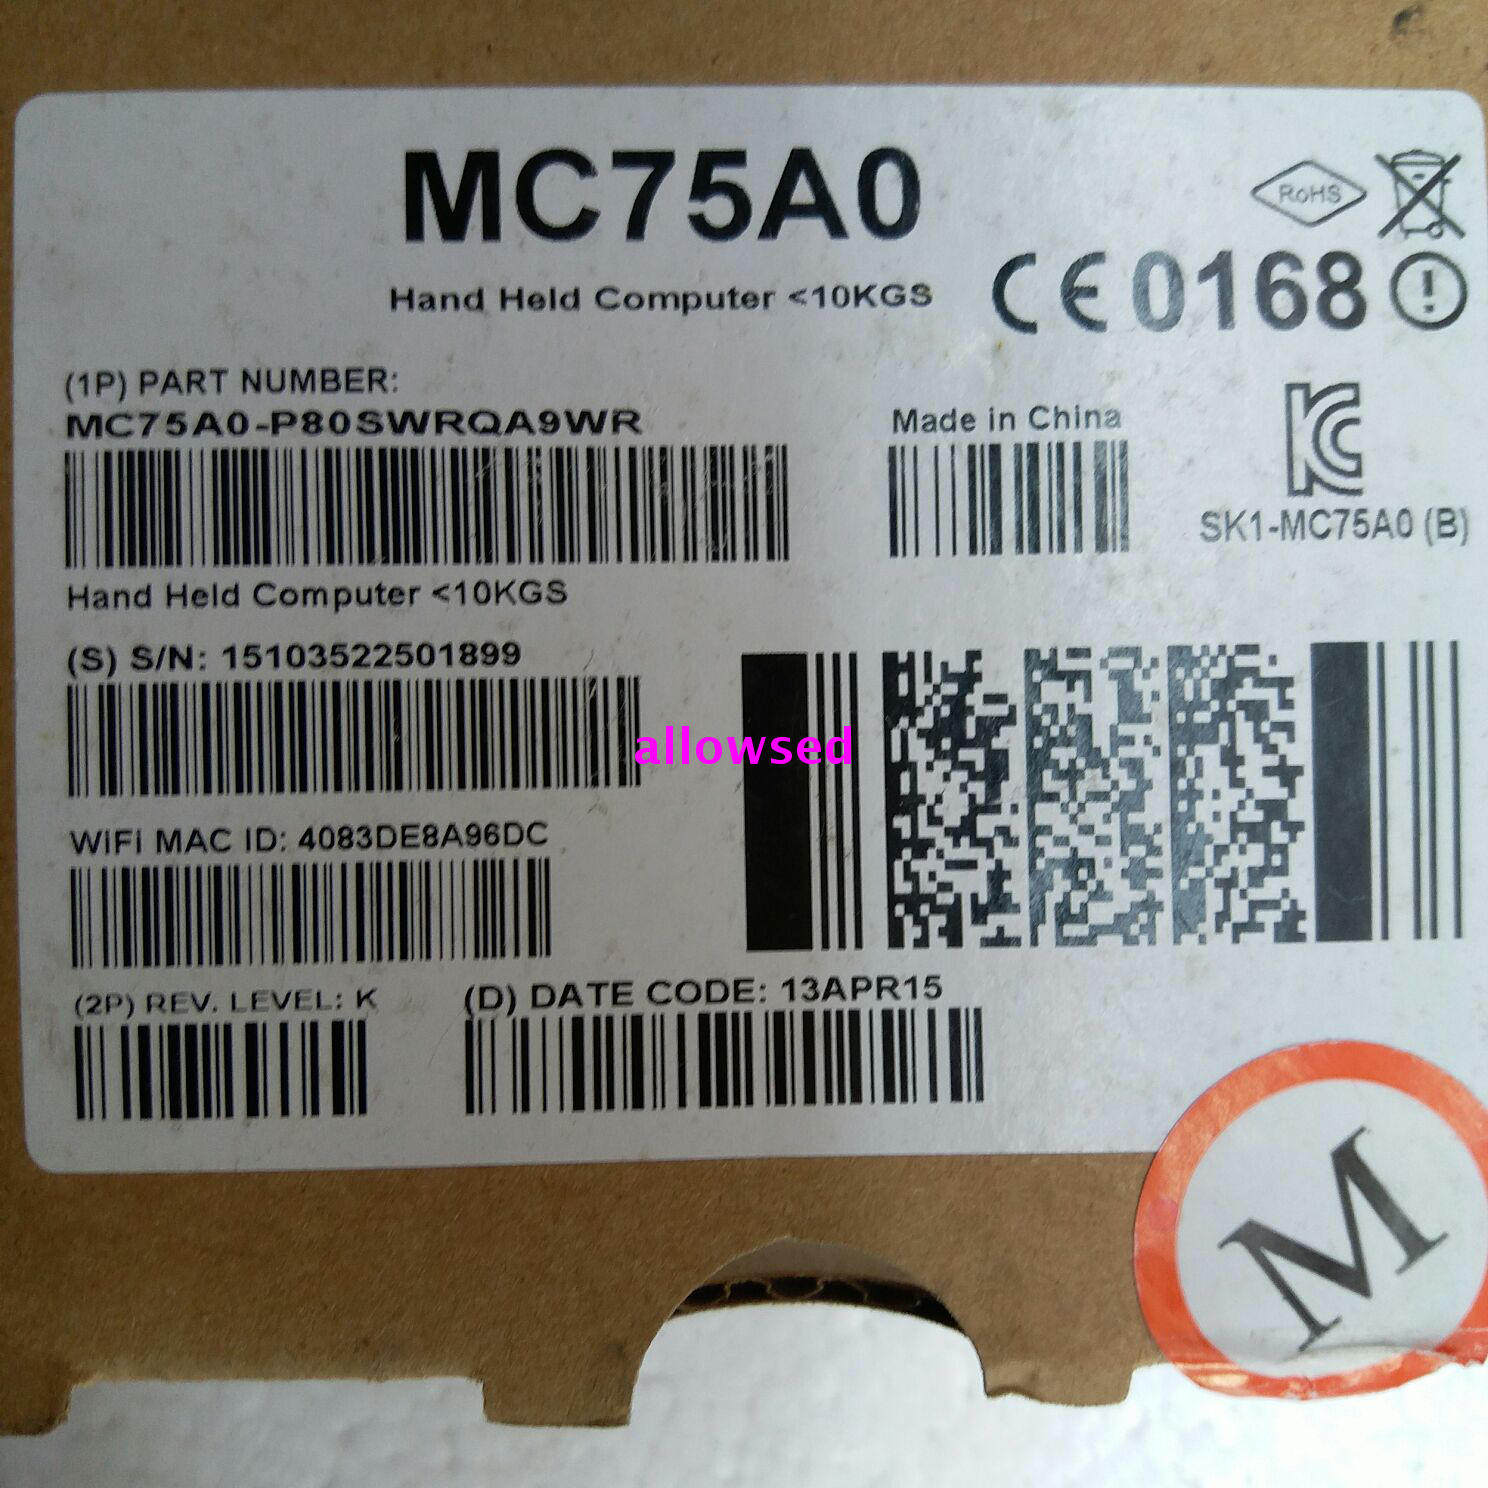 MC75A0
RoHS
Hand Held Computer <10KGS
CE0168
(1P) PART NUMBER:
MC75A0-P80SWRQA9WR
Made in China
KC
SK1-MC75A0 (B)
Hand Held Computer <10KGS
(S) S/N: 15103522501899
allowsed
WiFi MAC ID: 4083DE8A96DC
(2P) REV. LEVEL: K
(D) DATE CODE: 13APR15
M